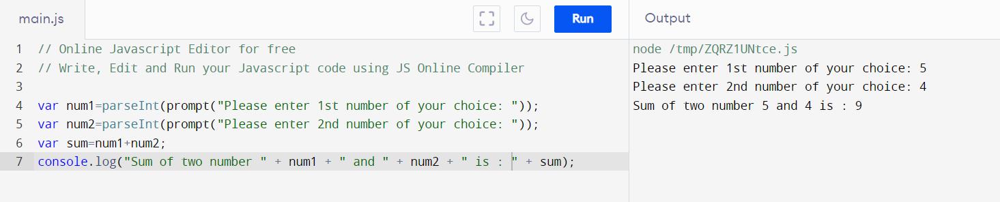 main.js
Run
Output
1 // Online Javascript Editor for free
2 // Write, Edit and Run your Javascript code using JS Online Compiler
3
4 var num1=parseInt(prompt("Please enter 1st number of your choice: "));
5 var num2=parseInt(prompt("Please enter 2nd number of your choice: "));
6 var sum=num1+num2;
7 console.log("Sum of two number " + num1 + " and " + num2 + " is : " + sum);
node /tmp/ZQRZ1UNtce.js
Please enter 1st number of your choice: 5
Please enter 2nd number of your choice: 4
Sum of two number 5 and 4 is : 9